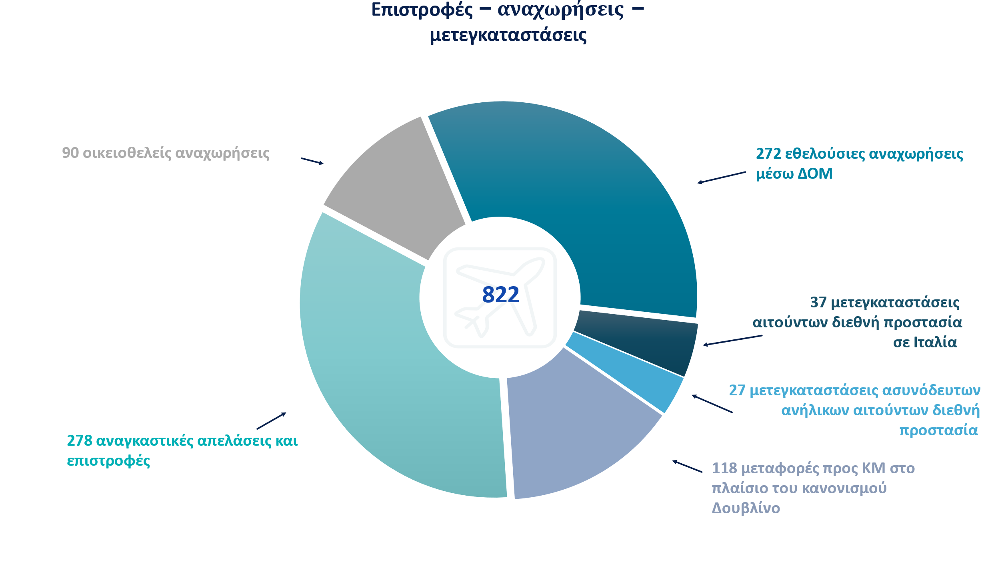 Επιστροφές – αναχωρήσεις –
μετεγκαταστάσεις
90 οικειοθελείς αναχωρήσεις
272 εθελούσιες αναχωρήσεις
μέσω ΔΟΜ
822
37 μετεγκαταστάσεις
αιτούντων διεθνή προστασία
σε Ιταλία
27 μετεγκαταστάσεις ασυνόδευτων
ανήλικων αιτούντων διεθνή
προστασία
278 αναγκαστικές απελάσεις και
επιστροφές
118 μεταφορές προς ΚΜ στο
πλαίσιο του κανονισμού
Δουβλίνο